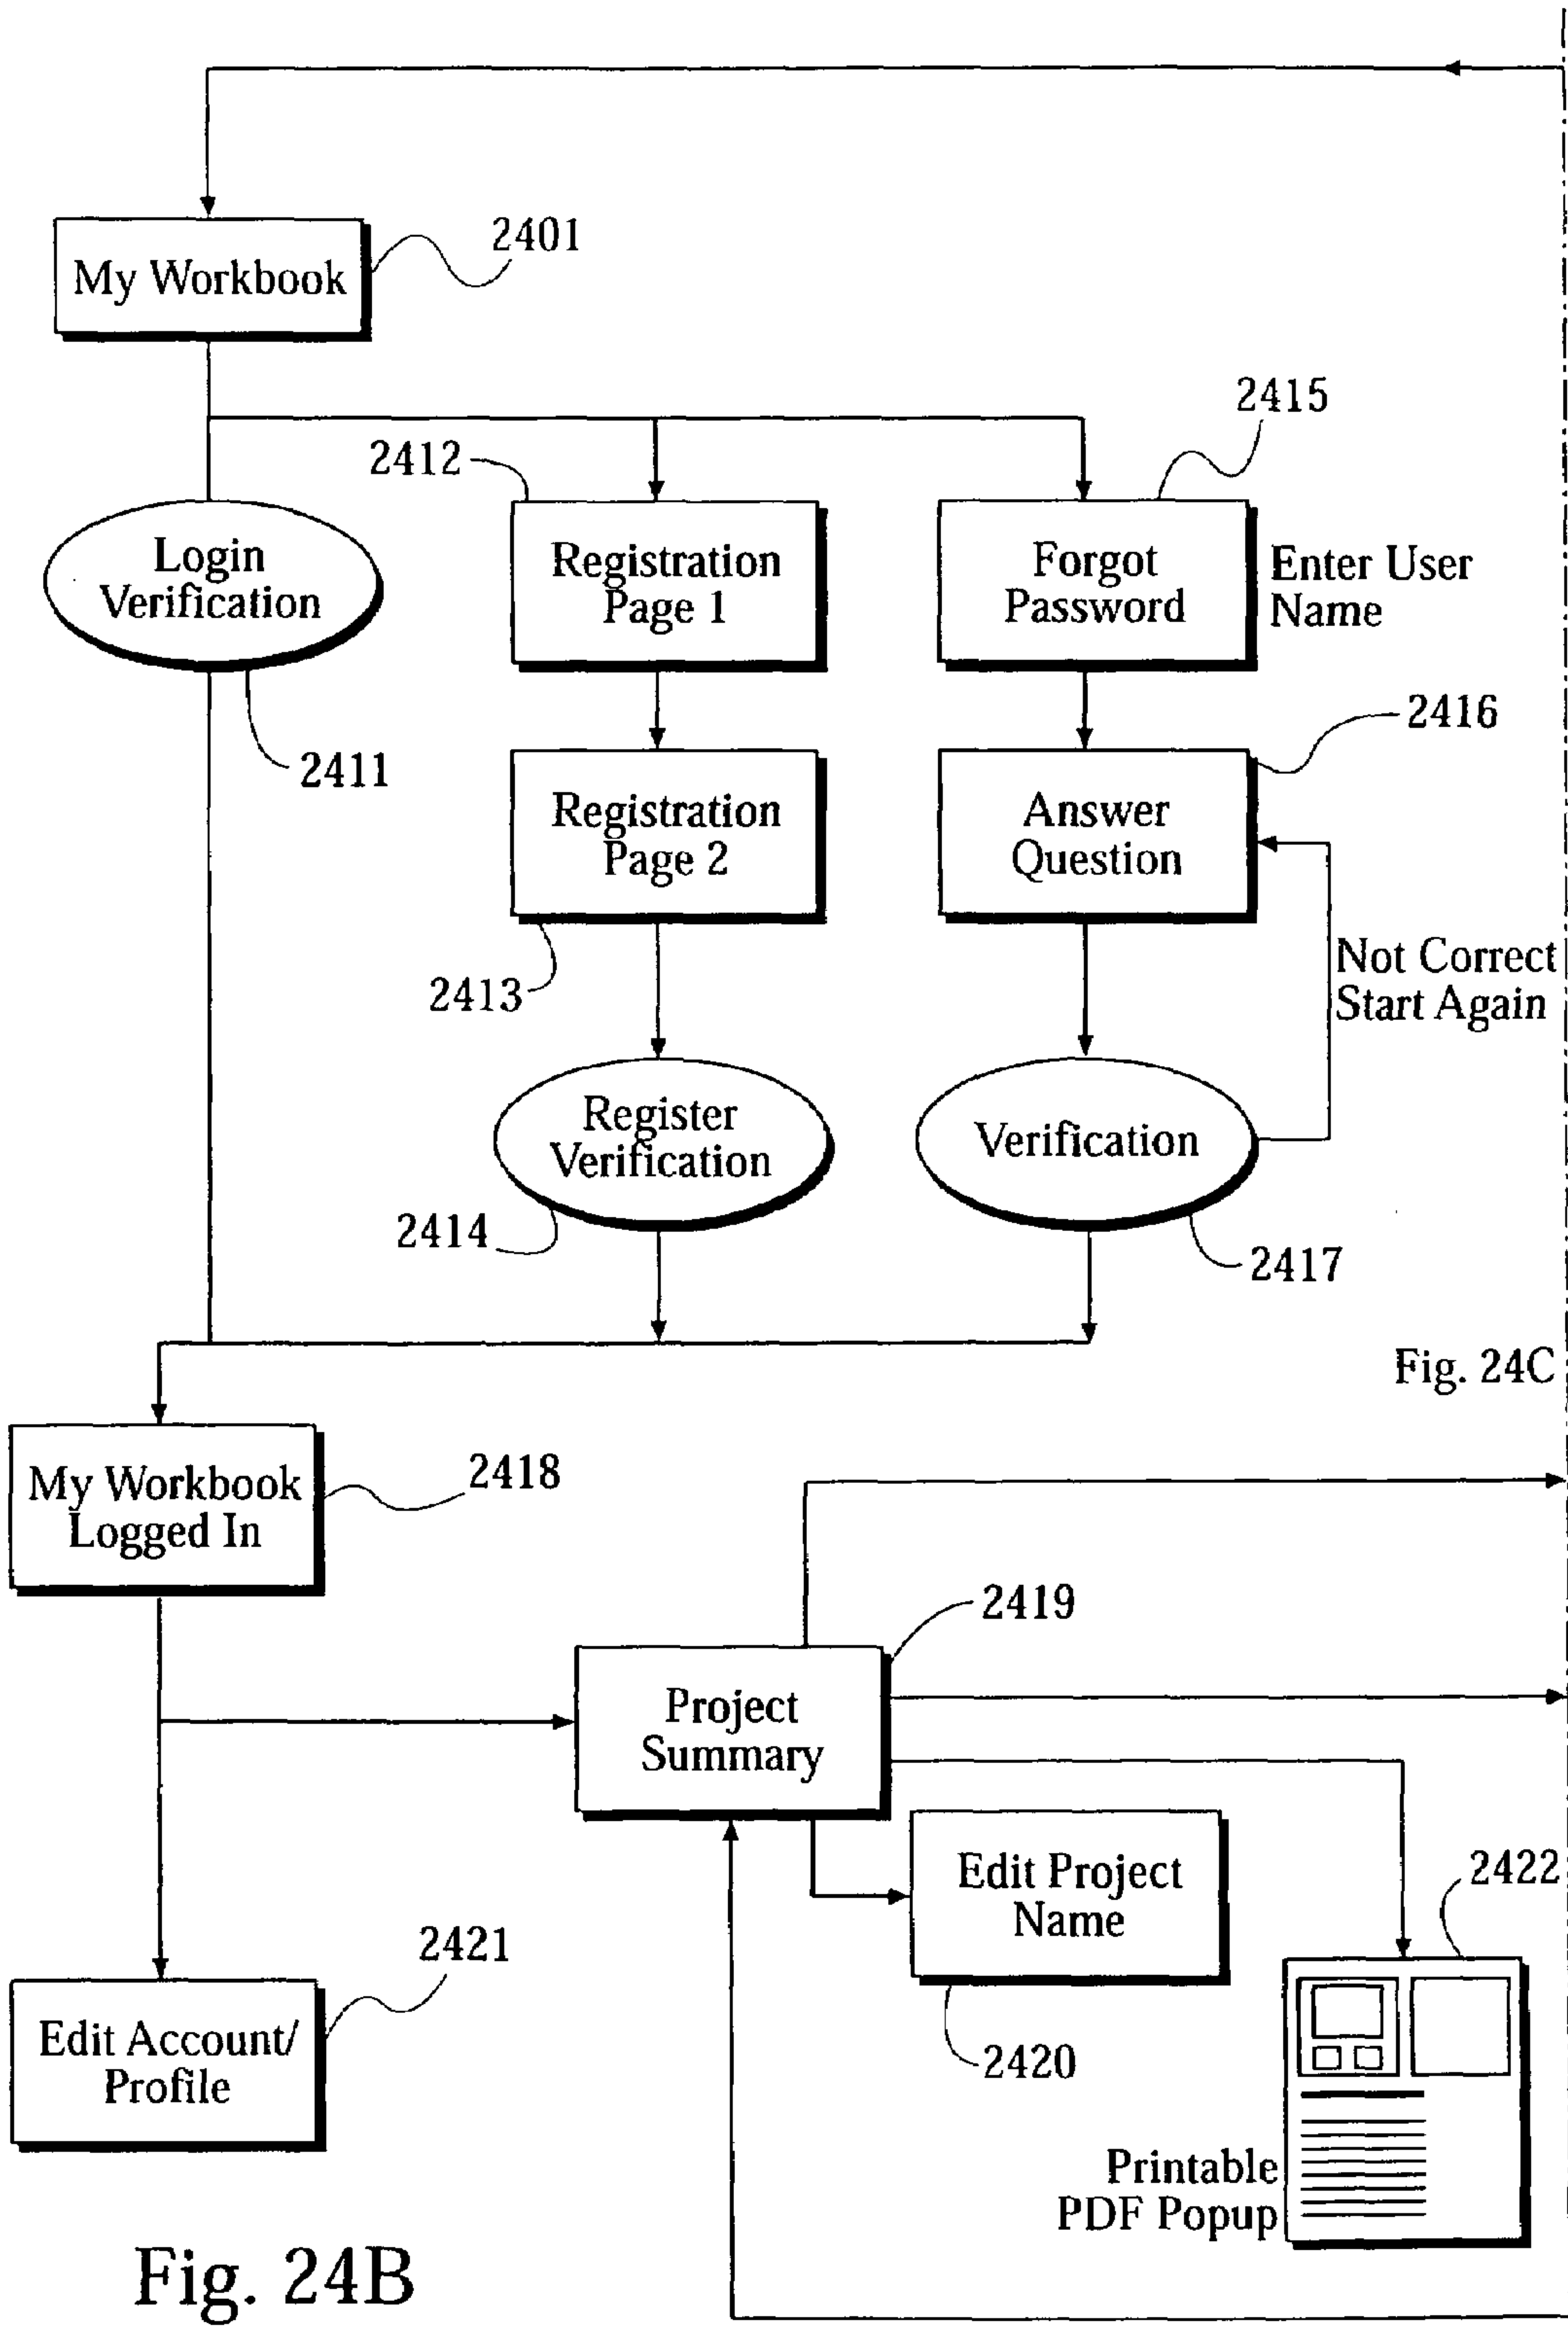 2401
My Workbook
2415
2412
Login
Verification
Registration
Page 1
Forgot
Password
Enter User
Name
2411
2416
Registration
Page 2
Answer
Question
2413
Not Correct
Start Again
Register
Verification
Verification
2414
2417
Fig. 24C
My Workbook
Logged In
2418
2419
Project
Summary
Edit Project
Name
2422
2421
2420
Edit Account/
Profile
Printable
PDF Popup
Fig. 24B